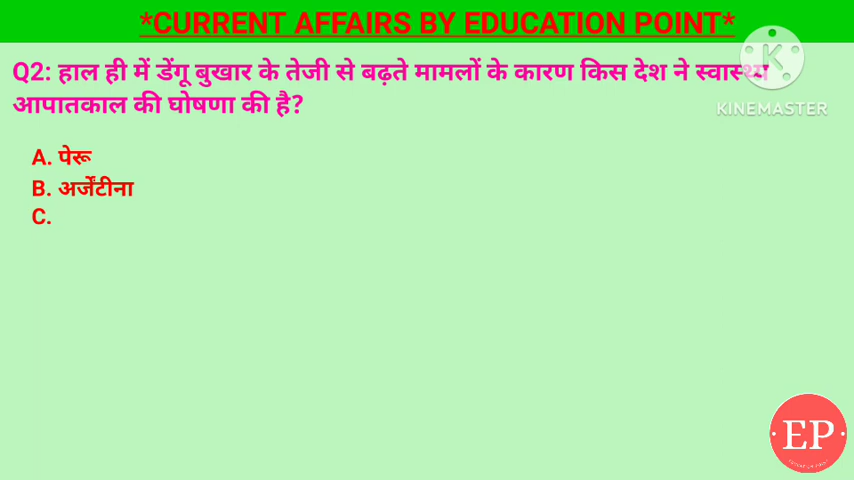 *CURRENT AFFAIRS BY EDUCATION POINT*
Q2: हाल ही में डेंगू बुखार के तेजी से बढ़ते मामलों के कारण किस देश ने स्वास्थ्य
आपातकाल की घोषणा की है?
KINEMASTER
A. पेरू
B. अर्जेंटीना
C.
EP